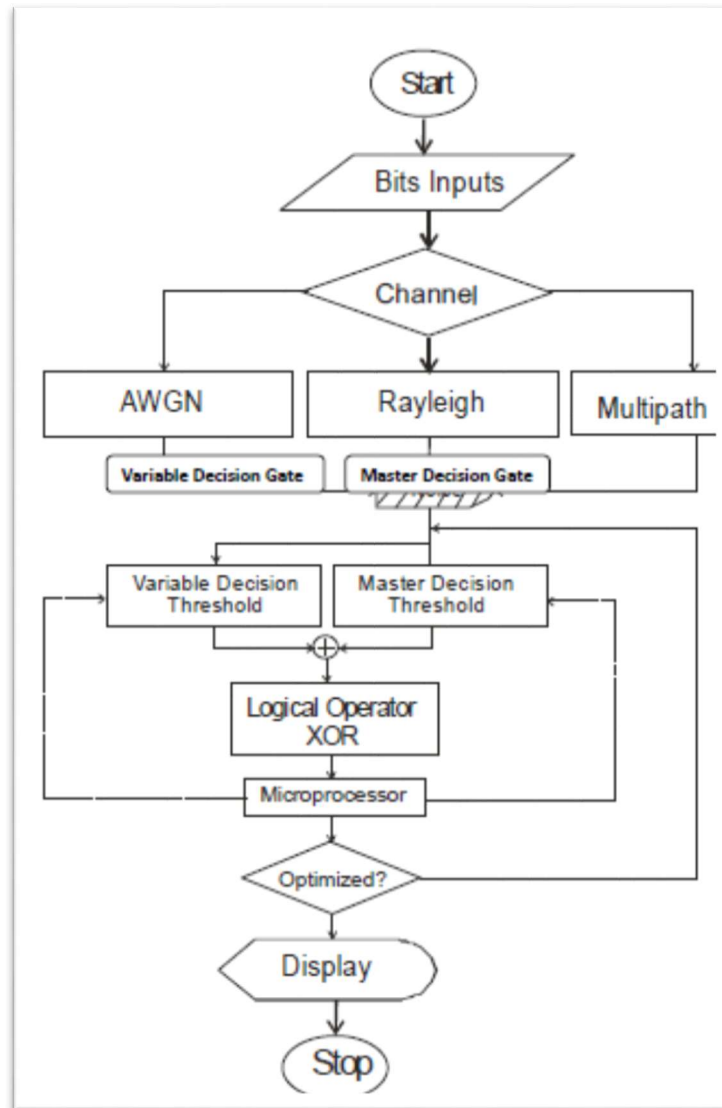 Start
Bits Inputs
Channel
AWGN
Rayleigh
Multipath
Variable Decision Gate
Master Decision Gate
Variable Decision
Threshold
Master Decision
Threshold
Logical Operator
XOR
Microprocessor
Optimized?
Display
Stop